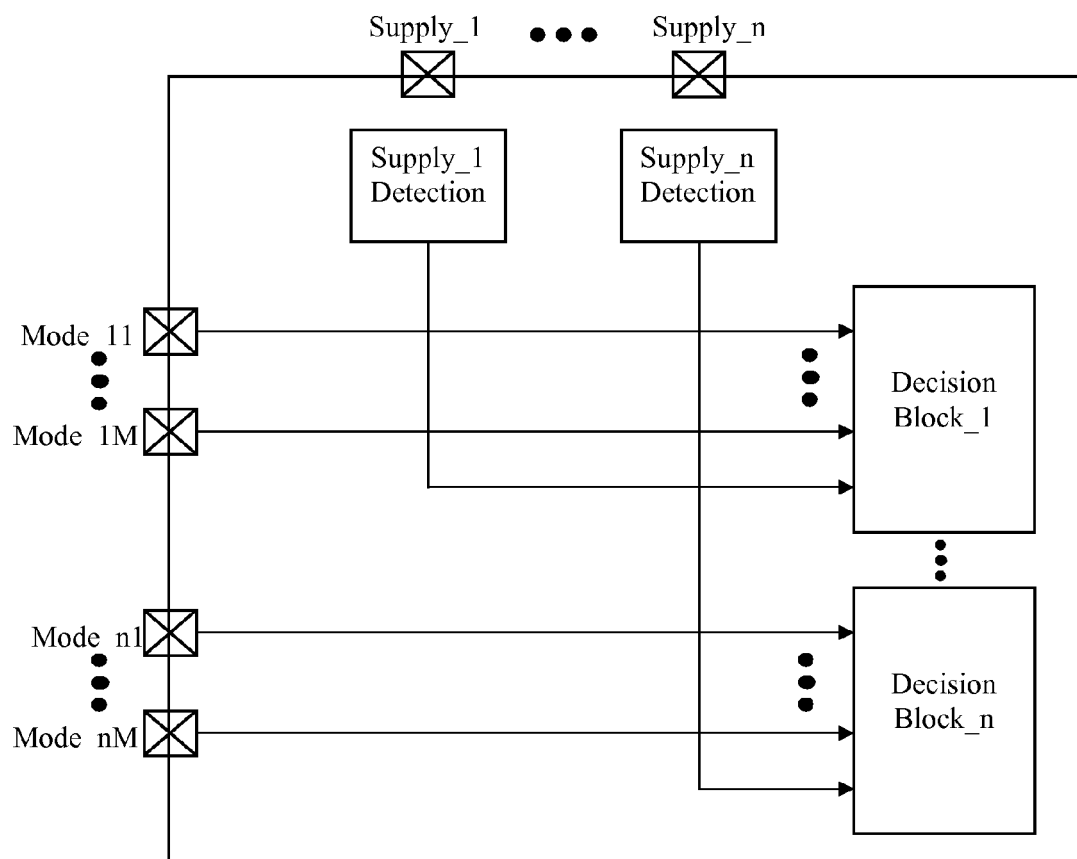 Supply_1
Supply_n
Supply_1
Detection
Supply_n
Detection
Mode_11
Mode_1M
Decision
Block_1
Mode_n1
Mode_nM
Decision
Block_n